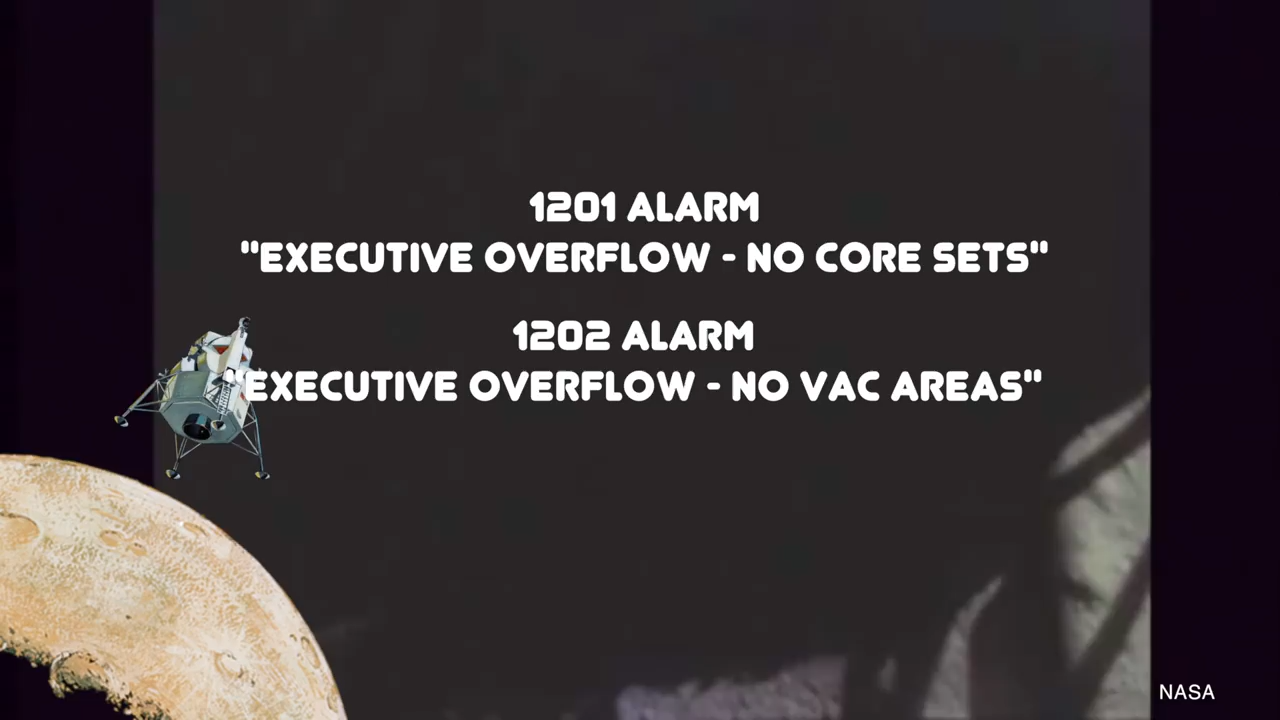 1201 ALARM
"EXECUTIVE OVERFLOW - NO CORE SETS"
1202 ALARM
"EXECUTIVE OVERFLOW - NO VAC AREAS"
NASA